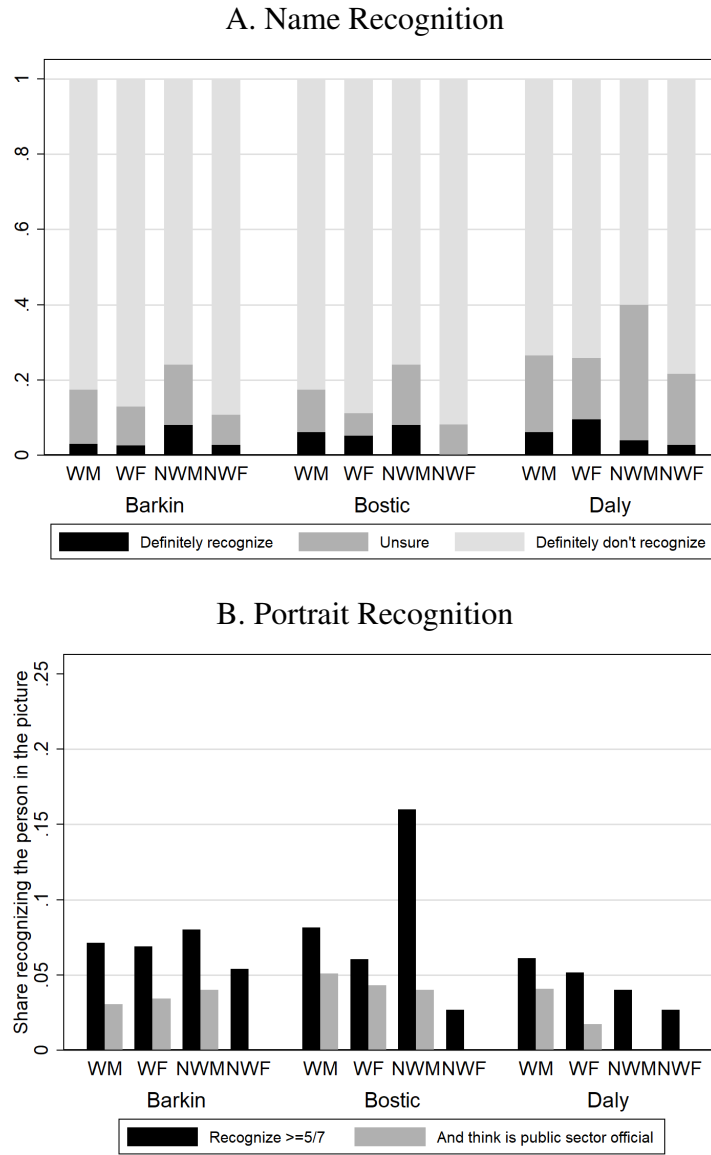 A. Name Recognition
1
.8
.6
.4
.2
0
WM WF NWM NWF WM WF NWM NWF WM WF NWM NWF
Barkin Bostic Daly
Definitely recognize Unsure Definitely don't recognize
B. Portrait Recognition
Share recognizing the person in the picture
.25
.2
.15
.1
.05
0
WM WF NWM NWF WM WF NWM NWF WM WF NWM NWF
Barkin Bostic Daly
Recognize >=5/7 And think is public sector official